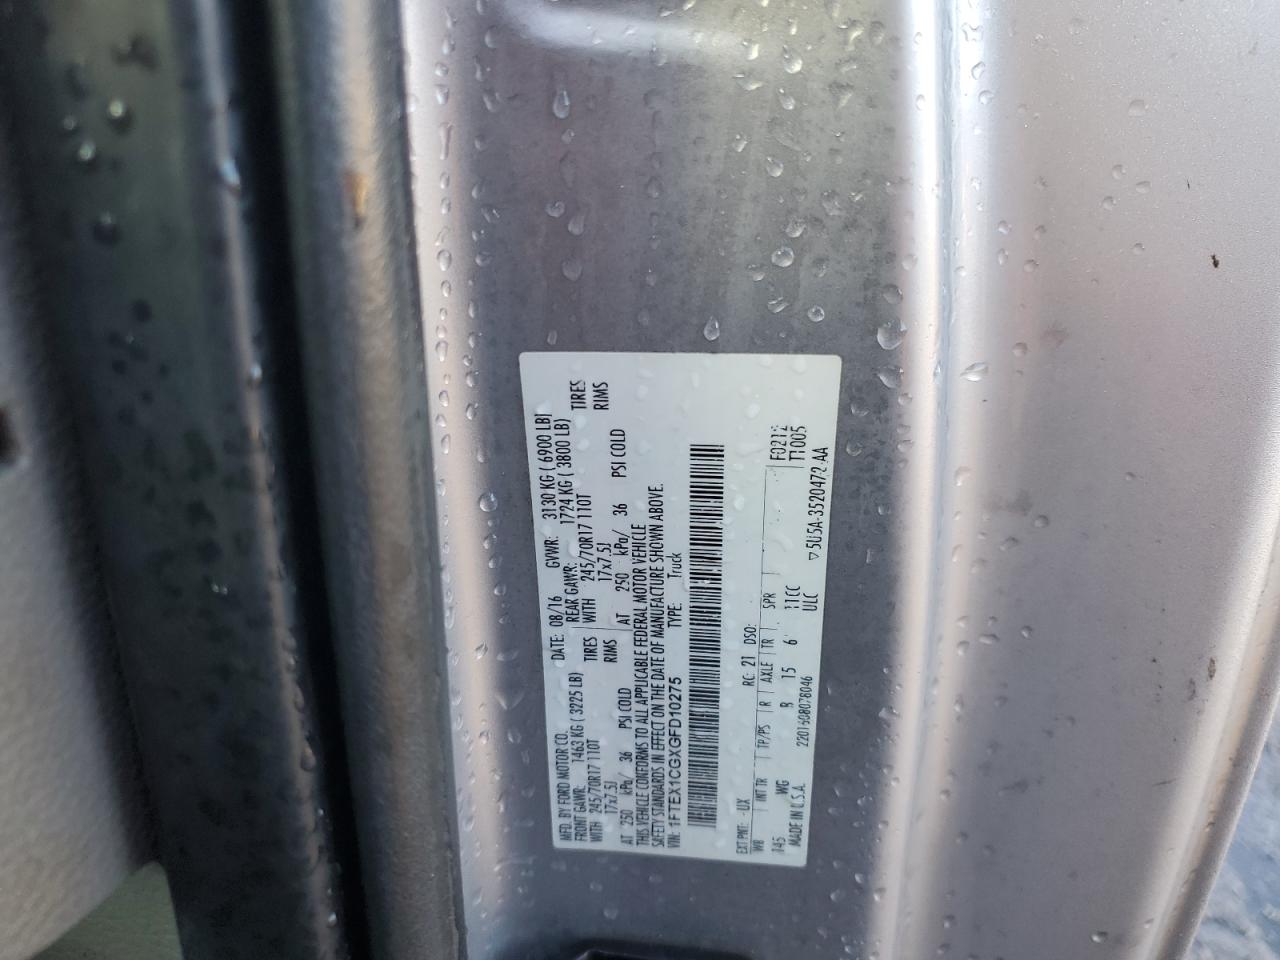 MFD. BY FORD MOTOR CO.
DATE: 08/16 GVWR: 3130 KG ( 6900 LB)
FRONT GAWR: 1463 KG ( 3225 LB) REAR GAWR: 1724 KG ( 3800 LB)
WITH 245/70R17 110T TIRES WITH 245/70R17 110T TIRES
17x7.5J RIMS 17x7.5J RIMS
AT 250 kPa/ 36 PSI COLD AT 250 kPa/ 36 PSI COLD
THIS VEHICLE CONFORMS TO ALL APPLICABLE FEDERAL MOTOR VEHICLE
SAFETY STANDARDS IN EFFECT ON THE DATE OF MANUFACTURE SHOWN ABOVE.
VIN: 1FTEX1CGXGFD10275 TYPE: Truck
EXT PNT: UX RC: 21 DSO: F0212
WB INT TR TP/PS R AXLE TR SPR T1005
145 WG B 15 6 11CC
MADE IN U.S.A. 2201608078046 ULC ▽5U5A-3520472-AA